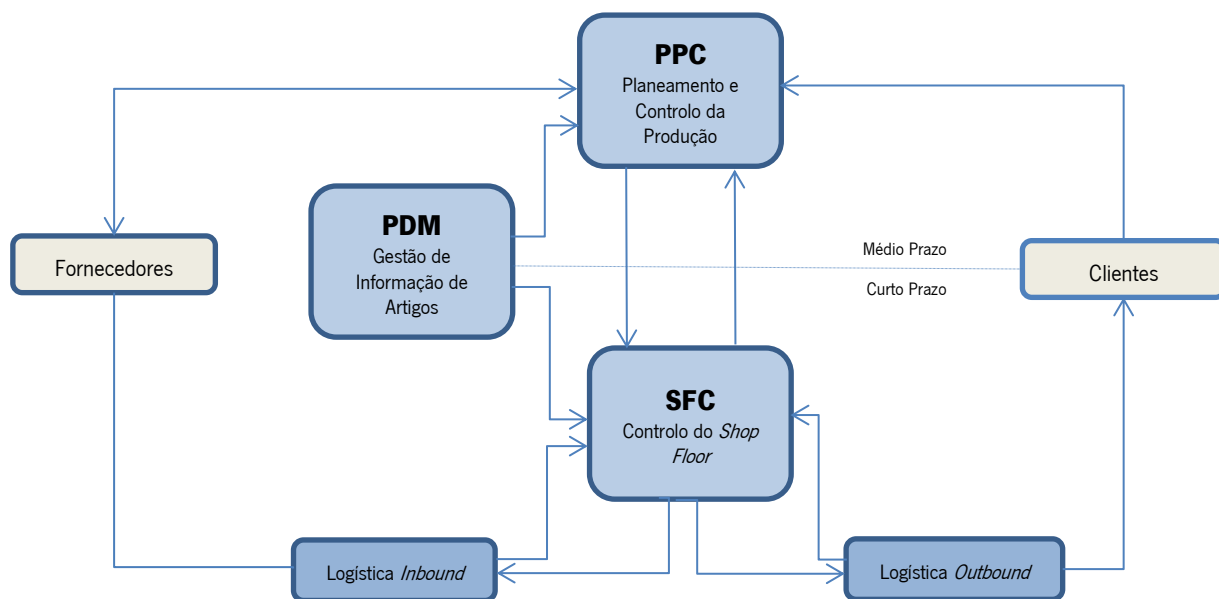 PPC
Planeamento e
Controlo da
Produção
PDM
Gestão de
Informação de
Artigos
Fornecedores
Médio Prazo
Curto Prazo
Clientes
SFC
Controlo do Shop
Floor
Logística Inbound
Logística Outbound